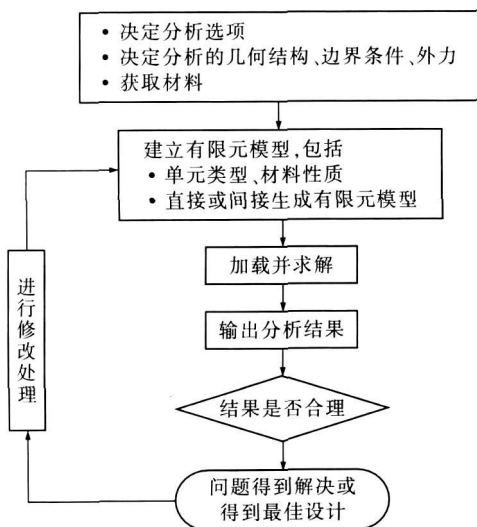 • 决定分析选项
• 决定分析的几何结构、边界条件、外力
• 获取材料
建立有限元模型,包括
• 单元类型、材料性质
• 直接或间接生成有限元模型
加载并求解
进行修改处理
输出分析结果
结果是否合理
问题得到解决或
得到最佳设计